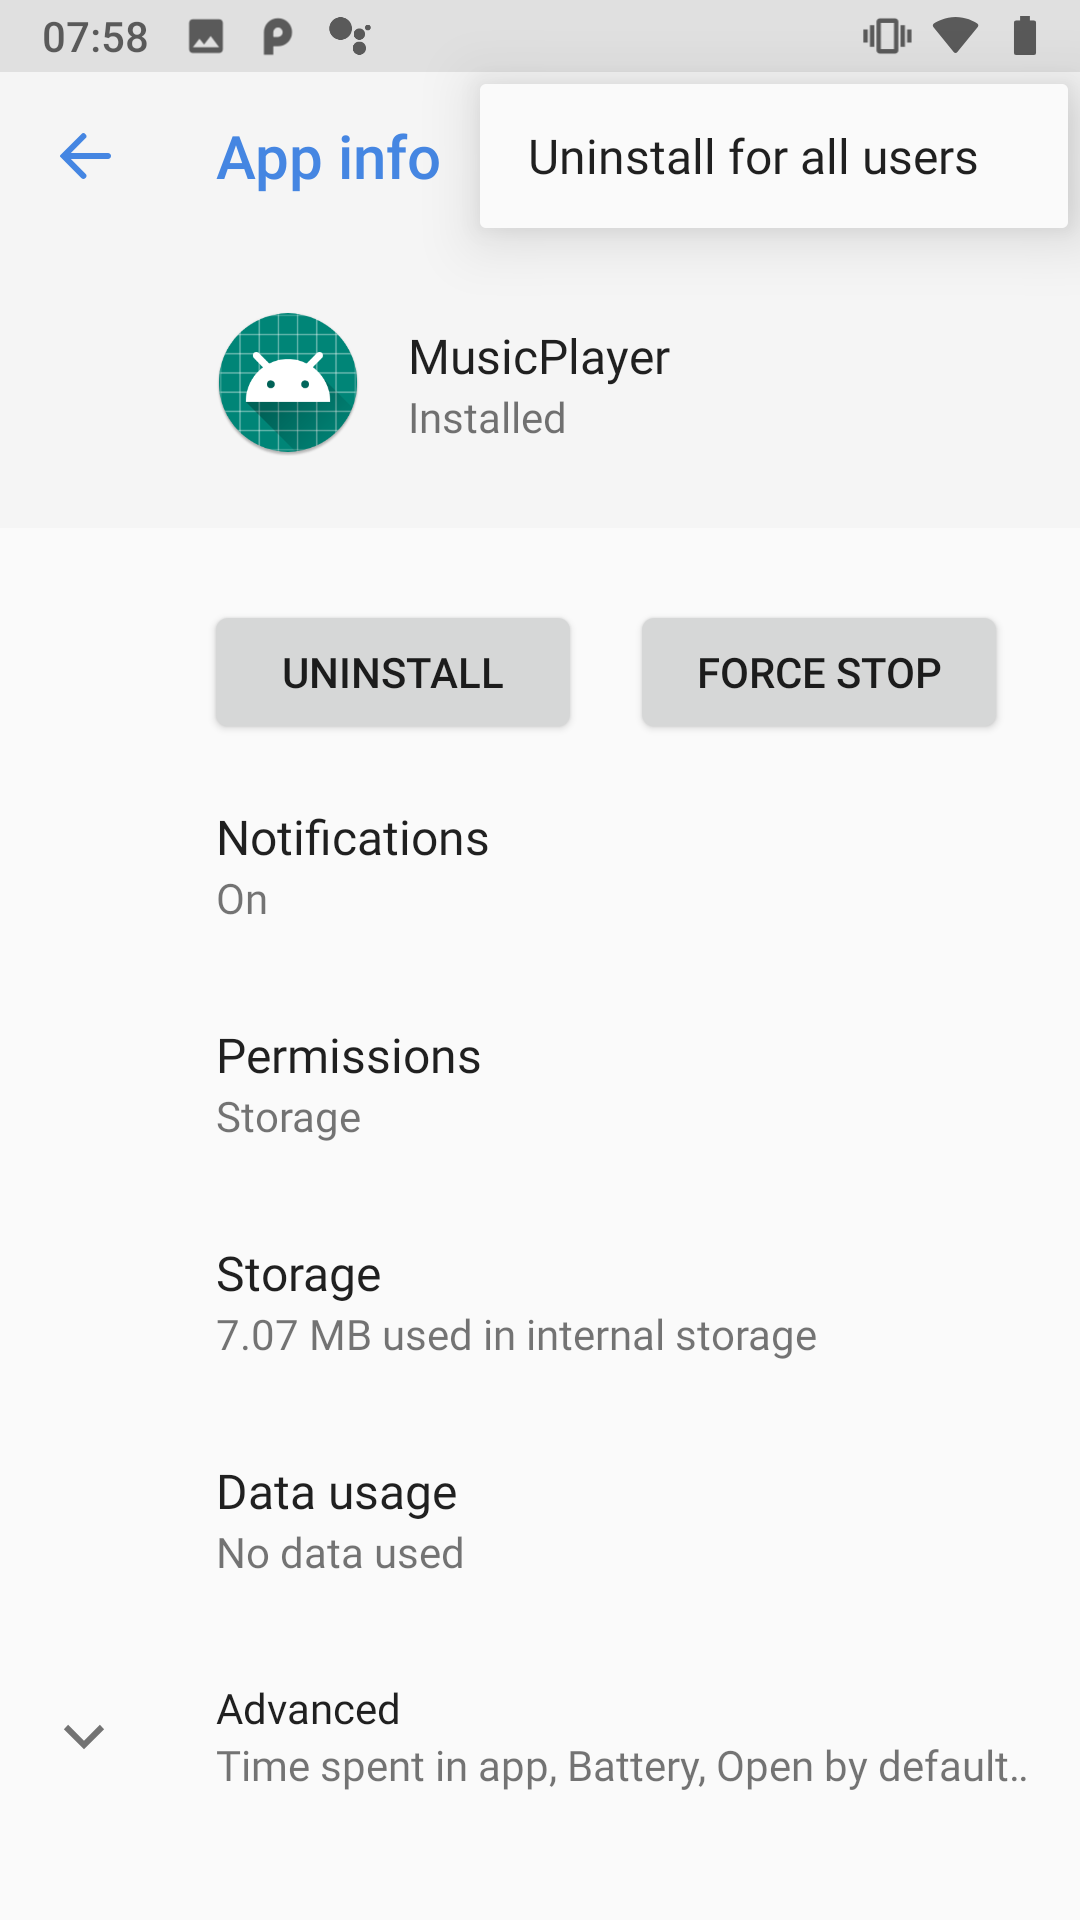 07:58
App info
Uninstall for all users
MusicPlayer
Installed
UNINSTALL
FORCE STOP
Notifications
On
Permissions
Storage
Storage
7.07 MB used in internal storage
Data usage
No data used
Advanced
Time spent in app, Battery, Open by default..